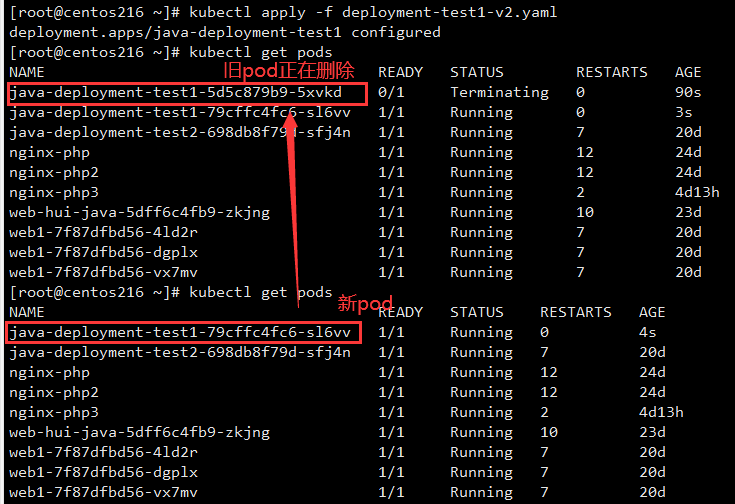 [root@centos216 ~]# kubectl apply -f deployment-test1-v2.yaml
deployment.apps/java-deployment-test1 configured
[root@centos216 ~]# kubectl get pods
旧pod正在删除
NAME READY STATUS RESTARTS AGE
java-deployment-test1-5d5c879b9-5xvkd 0/1 Terminating 0 90s
java-deployment-test1-79cffc4fc6-sl6vv 1/1 Running 0 3s
java-deployment-test2-698db8f79d-sfj4n 1/1 Running 7 20d
nginx-php 1/1 Running 12 24d
nginx-php2 1/1 Running 12 24d
nginx-php3 1/1 Running 2 4d13h
web-hui-java-5dff6c4fb9-zkjng 1/1 Running 10 23d
web1-7f87dfbd56-4ld2r 1/1 Running 7 20d
web1-7f87dfbd56-dgplx 1/1 Running 7 20d
web1-7f87dfbd56-vx7mv 1/1 Running 7 20d
[root@centos216 ~]# kubectl get pods
新pod
NAME READY STATUS RESTARTS AGE
java-deployment-test1-79cffc4fc6-sl6vv 1/1 Running 0 4s
java-deployment-test2-698db8f79d-sfj4n 1/1 Running 7 20d
nginx-php 1/1 Running 12 24d
nginx-php2 1/1 Running 12 24d
nginx-php3 1/1 Running 2 4d13h
web-hui-java-5dff6c4fb9-zkjng 1/1 Running 10 23d
web1-7f87dfbd56-4ld2r 1/1 Running 7 20d
web1-7f87dfbd56-dgplx 1/1 Running 7 20d
web1-7f87dfbd56-vx7mv 1/1 Running 7 20d